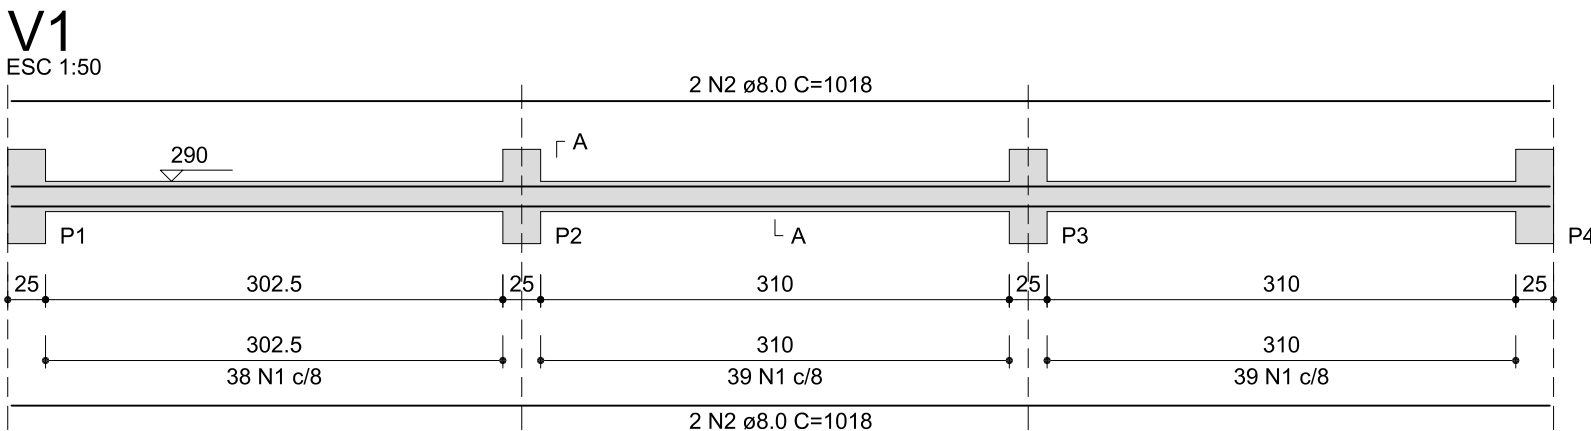 V1
ESC 1:50
2 N2 ø8.0 C=1018
A
290
A
P1 P2 P3 P4
25 302.5 25 310 25 310 25
302.5 310 310
38 N1 c/8 39 N1 c/8 39 N1 c/8
2 N2 ø8.0 C=1018